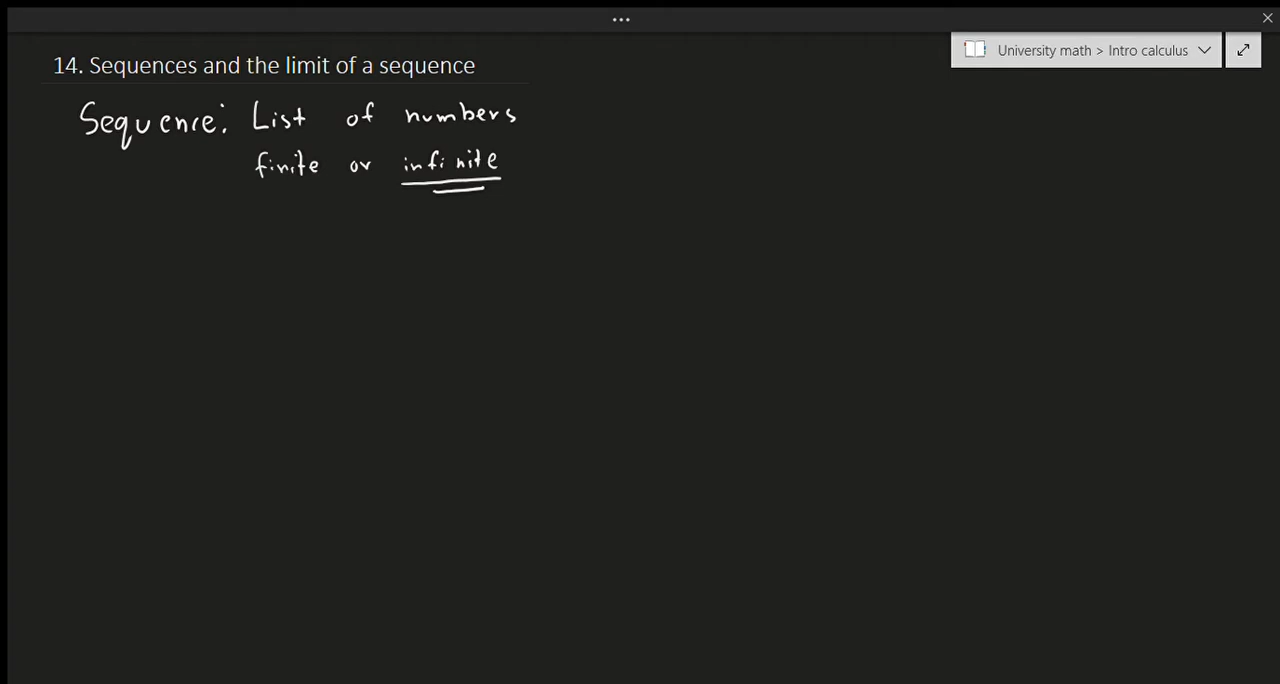 ...
University math > Intro calculus
14. Sequences and the limit of a sequence
Sequence: List of numbers
finite or infinite